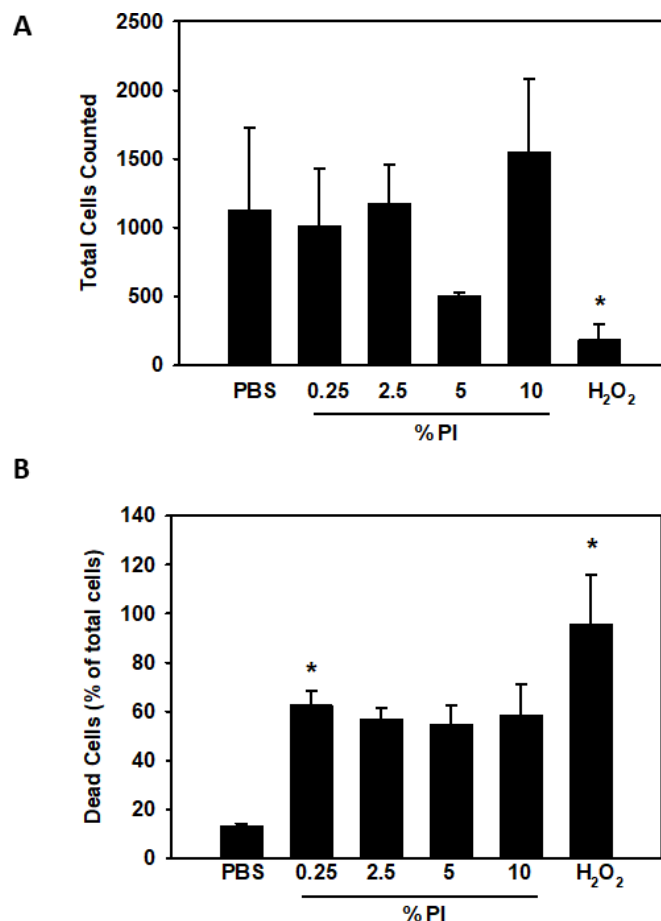 A
Total Cells Counted
2500
2000
1500
1000
500
0
*
PBS 0.25 2.5 5 10 H₂O₂
% PI
B
Dead Cells (% of total cells)
140
120
100
80
60
40
20
0
*
*
PBS 0.25 2.5 5 10 H₂O₂
% PI